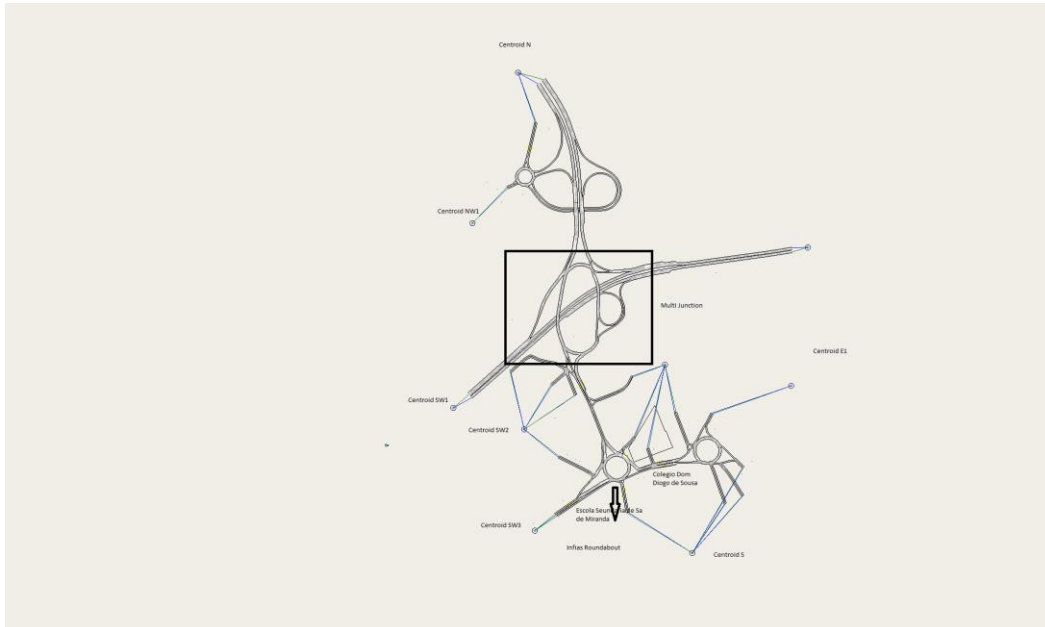 Centroid N
Centroid NW1
Multi Junction
Centroid E1
Centroid SW1
Centroid SW2
Colegio Dom
Diogo de Sousa
Escola Seun de Sa
de Miranda
Centroid SW3
Infias Roundabout
Centroid S